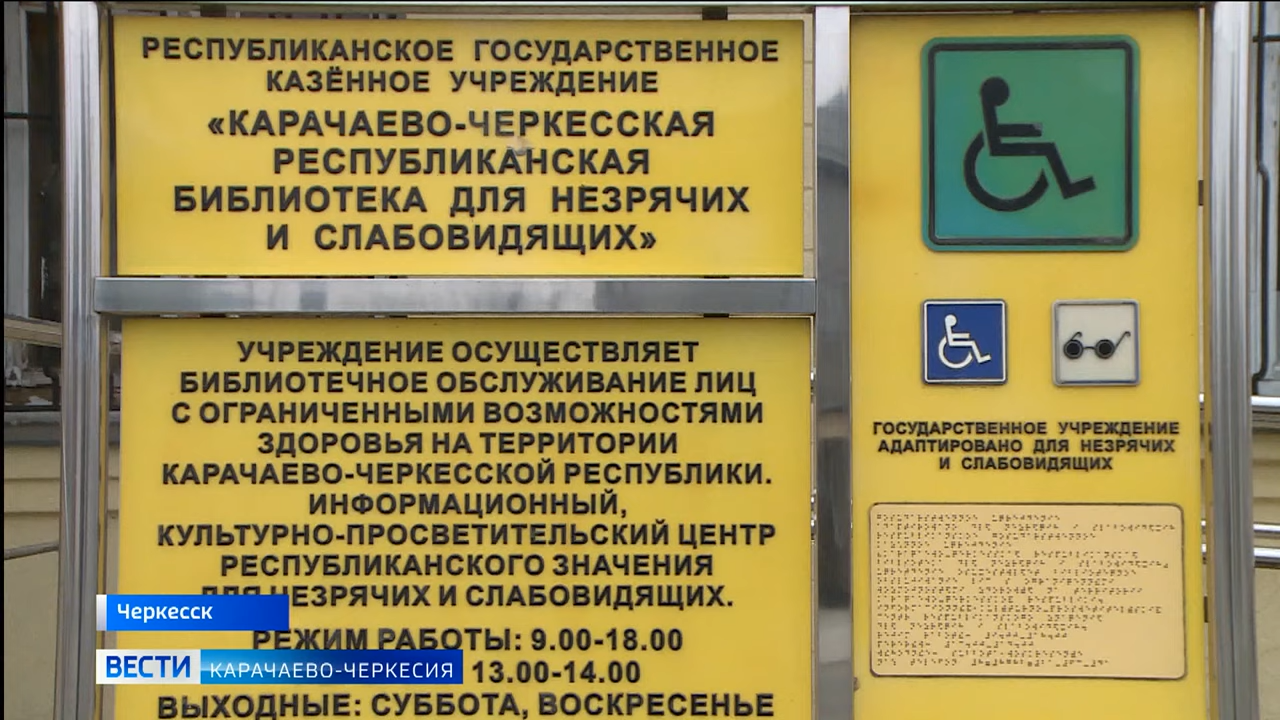 РЕСПУБЛИКАНСКОЕ ГОСУДАРСТВЕННОЕ
КАЗЁННОЕ УЧРЕЖДЕНИЕ
«КАРАЧАЕВО-ЧЕРКЕССКАЯ
РЕСПУБЛИКАНСКАЯ
БИБЛИОТЕКА ДЛЯ НЕЗРЯЧИХ
И СЛАБОВИДЯЩИХ»
УЧРЕЖДЕНИЕ ОСУЩЕСТВЛЯЕТ
БИБЛИОТЕЧНОЕ ОБСЛУЖИВАНИЕ ЛИЦ
С ОГРАНИЧЕННЫМИ ВОЗМОЖНОСТЯМИ
ЗДОРОВЬЯ НА ТЕРРИТОРИИ
КАРАЧАЕВО-ЧЕРКЕССКОЙ РЕСПУБЛИКИ.
ИНФОРМАЦИОННЫЙ,
КУЛЬТУРНО-ПРОСВЕТИТЕЛЬСКИЙ ЦЕНТР
РЕСПУБЛИКАНСКОГО ЗНАЧЕНИЯ
ДЛЯ НЕЗРЯЧИХ И СЛАБОВИДЯЩИХ.
РЕЖИМ РАБОТЫ: 9.00-18.00
13.00-14.00
ВЫХОДНЫЕ: СУББОТА, ВОСКРЕСЕНЬЕ
ГОСУДАРСТВЕННОЕ УЧРЕЖДЕНИЕ
АДАПТИРОВАНО ДЛЯ НЕЗРЯЧИХ
И СЛАБОВИДЯЩИХ
Черкесск
ВЕСТИ КАРАЧАЕВО-ЧЕРКЕСИЯ